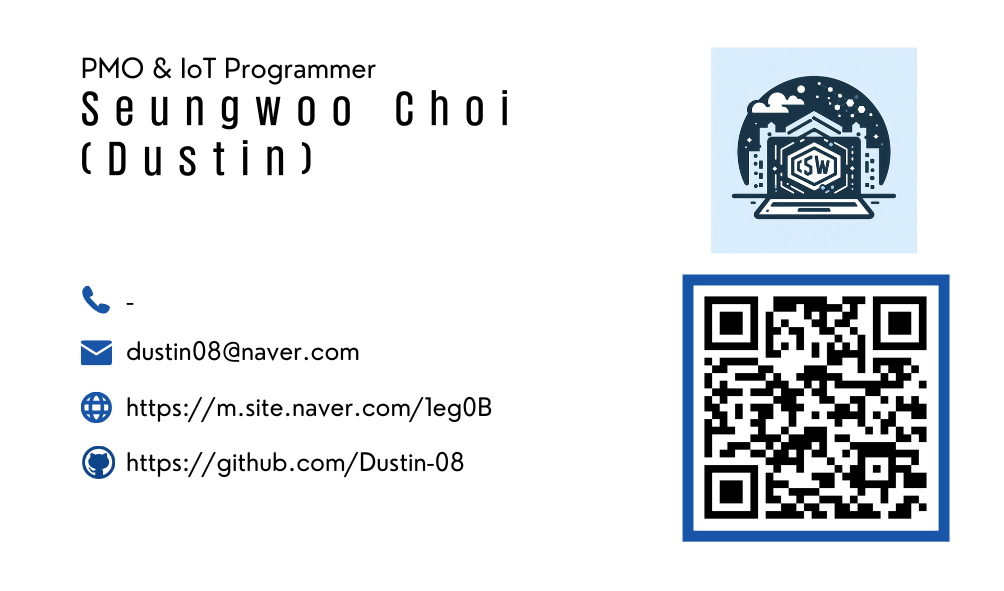 PMO & IoT Programmer
Seungwoo Choi
(Dustin)
CSW
-
dustin08@naver.com
https://m.site.naver.com/1eg0B
https://github.com/Dustin-08